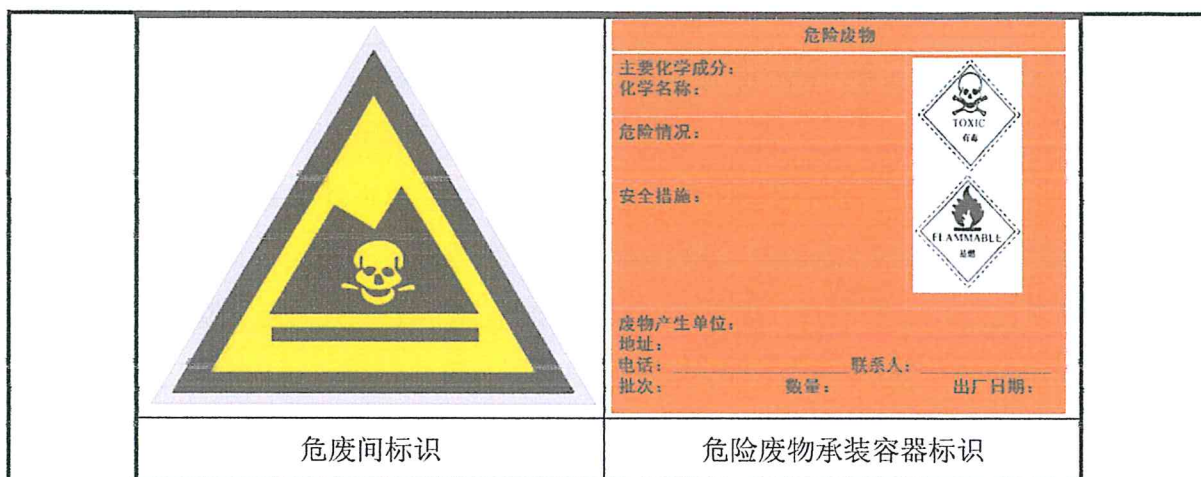 危险废物
主要化学成分：
化学名称：
危险情况：
安全措施：
TOXIC
有毒
FLAMMABLE
易燃
废物产生单位：
地址：
电话：
联系人：
批次：
数量：
出厂日期：
危废间标识
危险废物承装容器标识